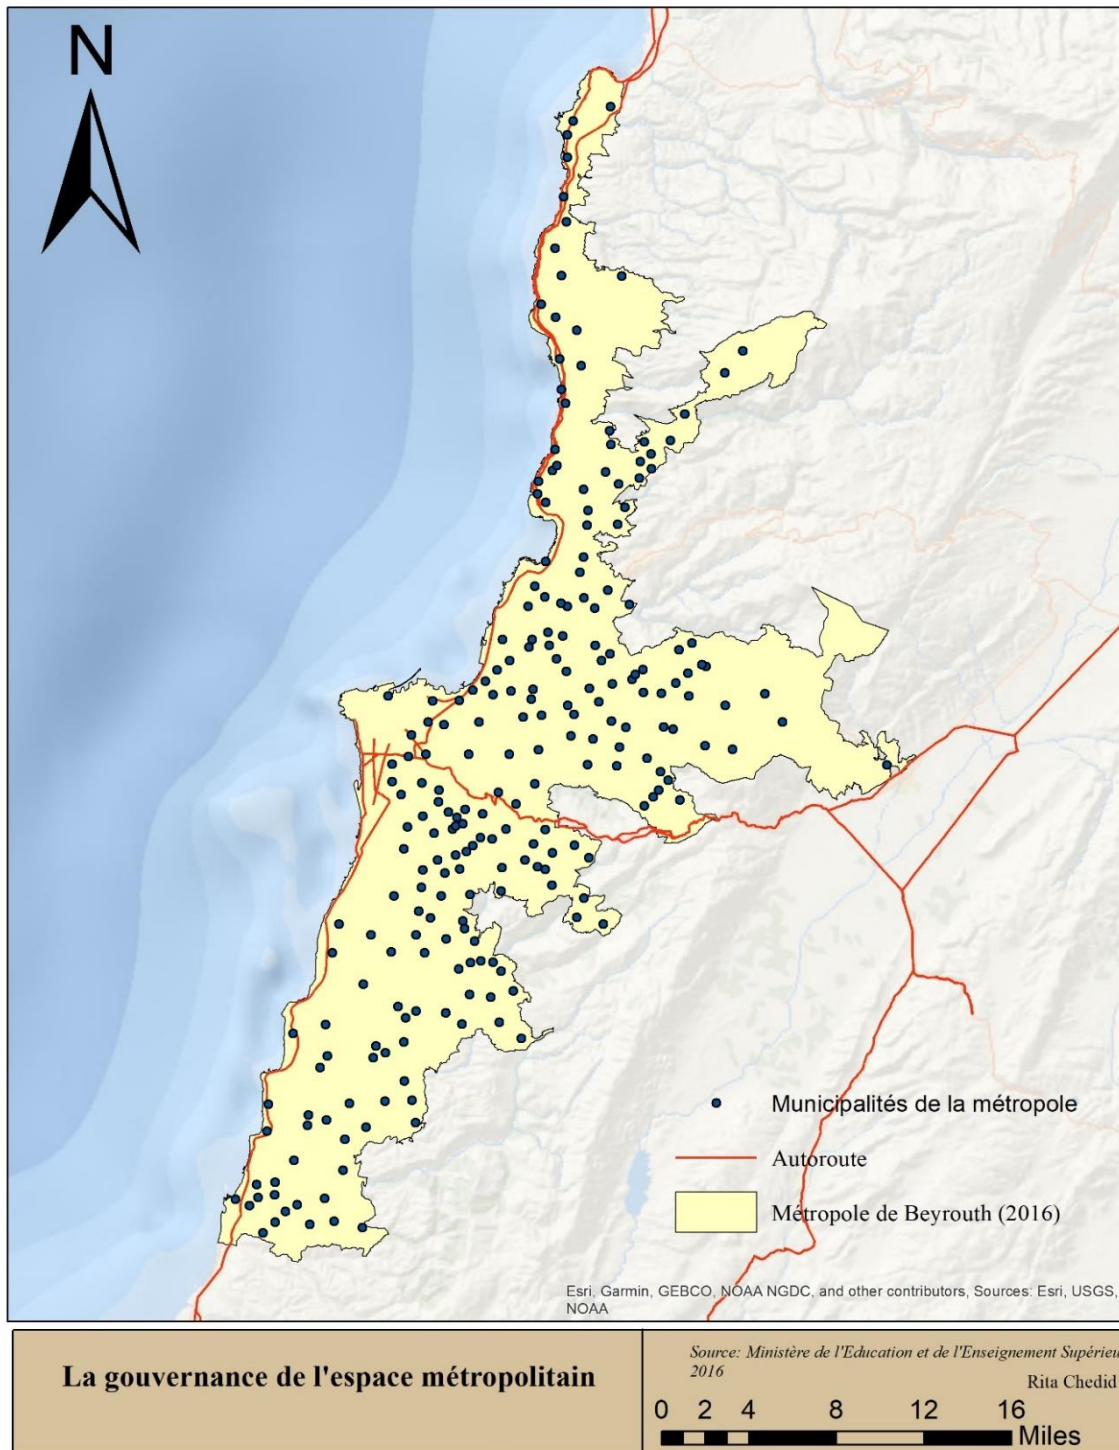 N
Municipalités de la métropole
Autoroute
Métropole de Beyrouth (2016)
Esri, Garmin, GEBCO, NOAA NGDC, and other contributors, Sources: Esri, USGS,
NOAA
La gouvernance de l'espace métropolitain
Source: Ministère de l'Education et de l'Enseignement Supérieu
2016
Rita Chedid
0 2 4 8 12 16
Miles